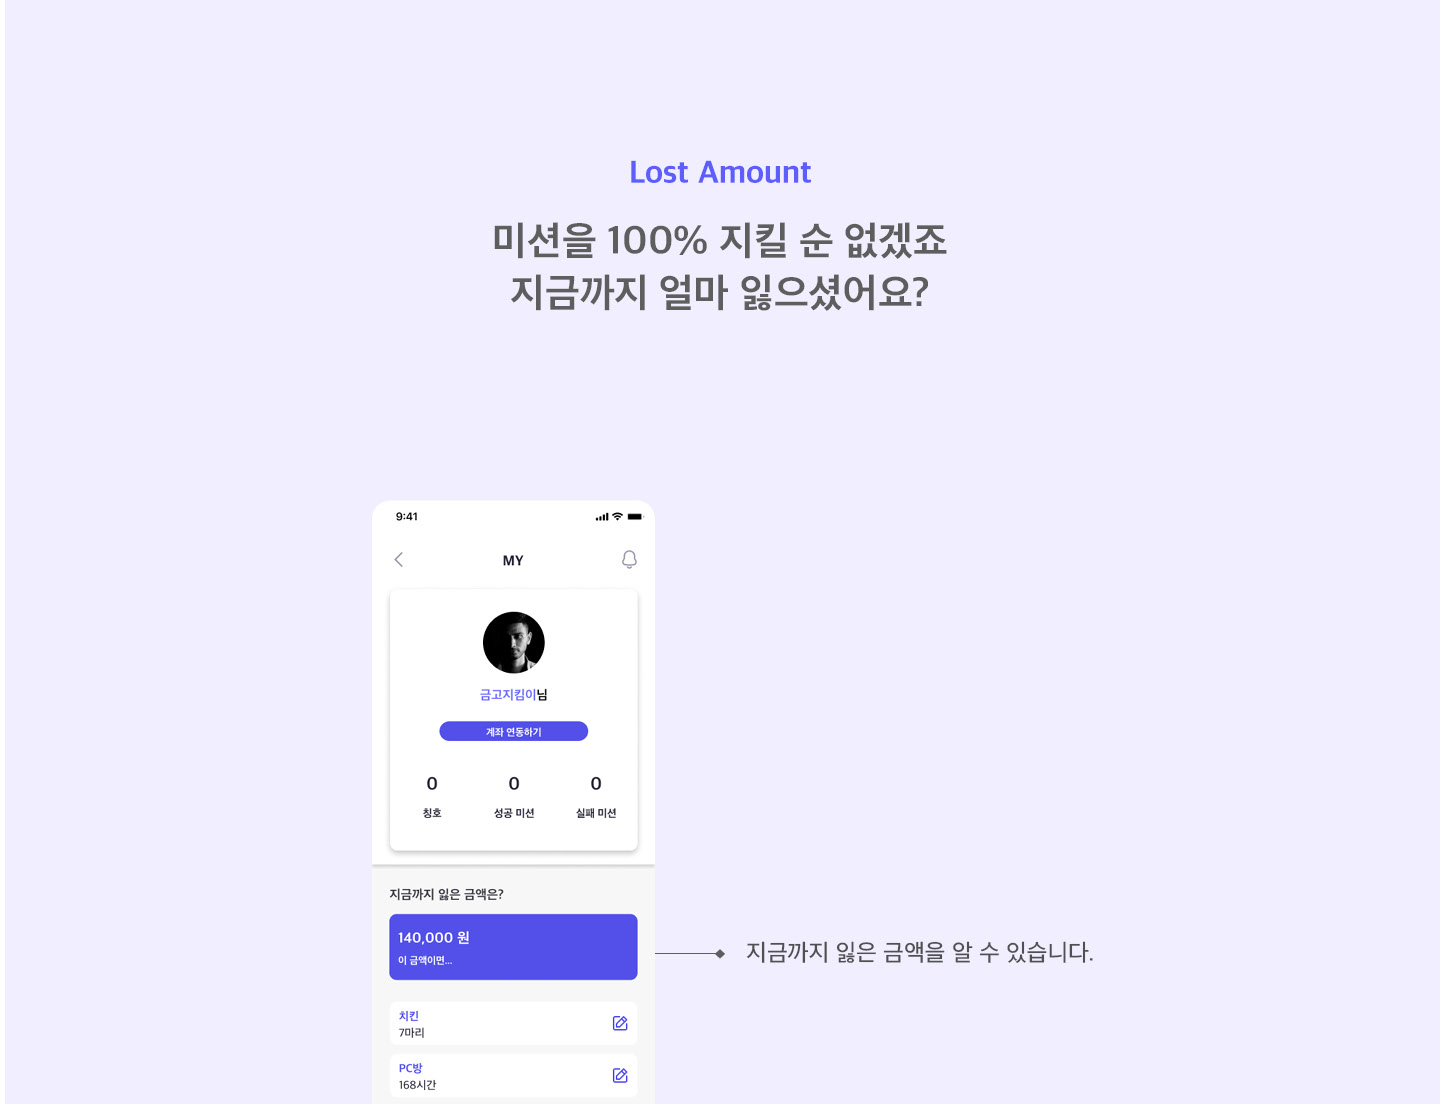 Lost Amount
미션을 100% 지킬 순 없겠죠
지금까지 얼마 잃으셨어요?
9:41
MY
금고지킴이님
계좌 연동하기
0 0 0
칭호 성공 미션 실패 미션
지금까지 잃은 금액은?
140,000 원
이 금액이면...
지금까지 잃은 금액을 알 수 있습니다.
치킨
7마리
PC방
168시간